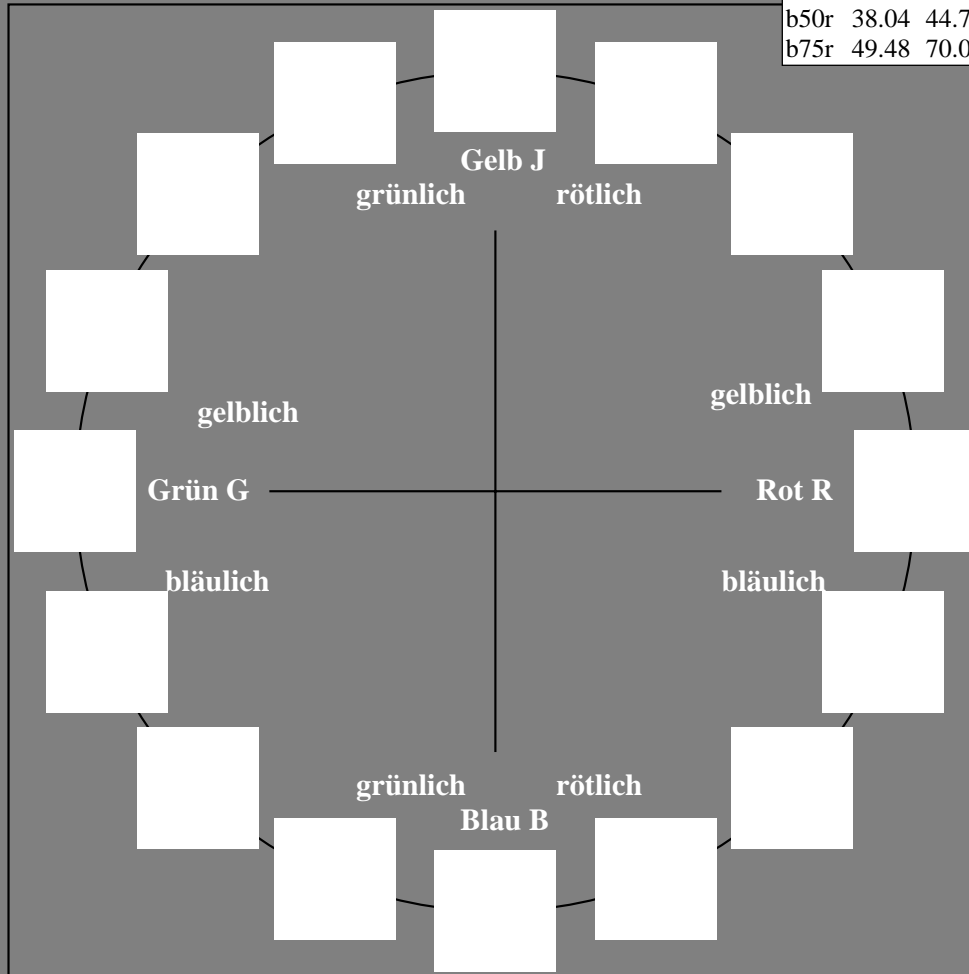 b50r 38.04 44.7
b75r 49.48 70.0
Gelb J
grünlich rötlich
gelblich
gelblich
Grün G Rot R
bläulich bläulich
grünlich rötlich
Blau B